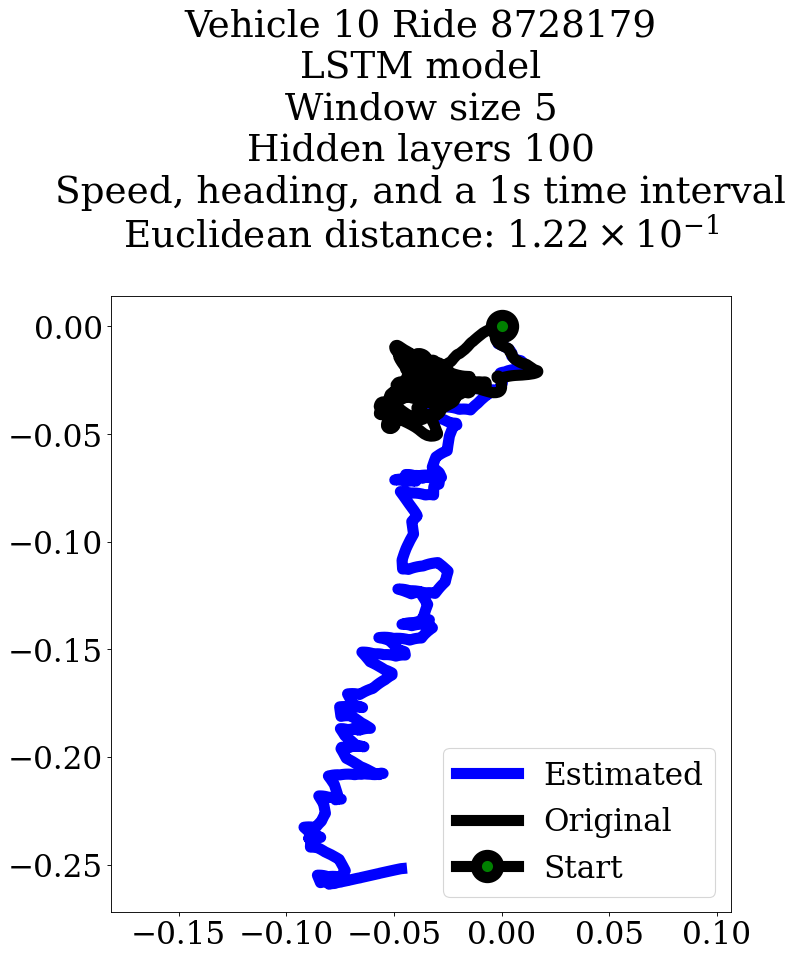 Vehicle 10 Ride 8728179
LSTM model
Window size 5
Hidden layers 100
Speed, heading, and a 1s time interval
Euclidean distance: 1.22 × 10⁻¹
0.00
−0.05
−0.10
−0.15
−0.20
−0.25
Estimated
Original
Start
−0.15 −0.10 −0.05 0.00 0.05 0.10